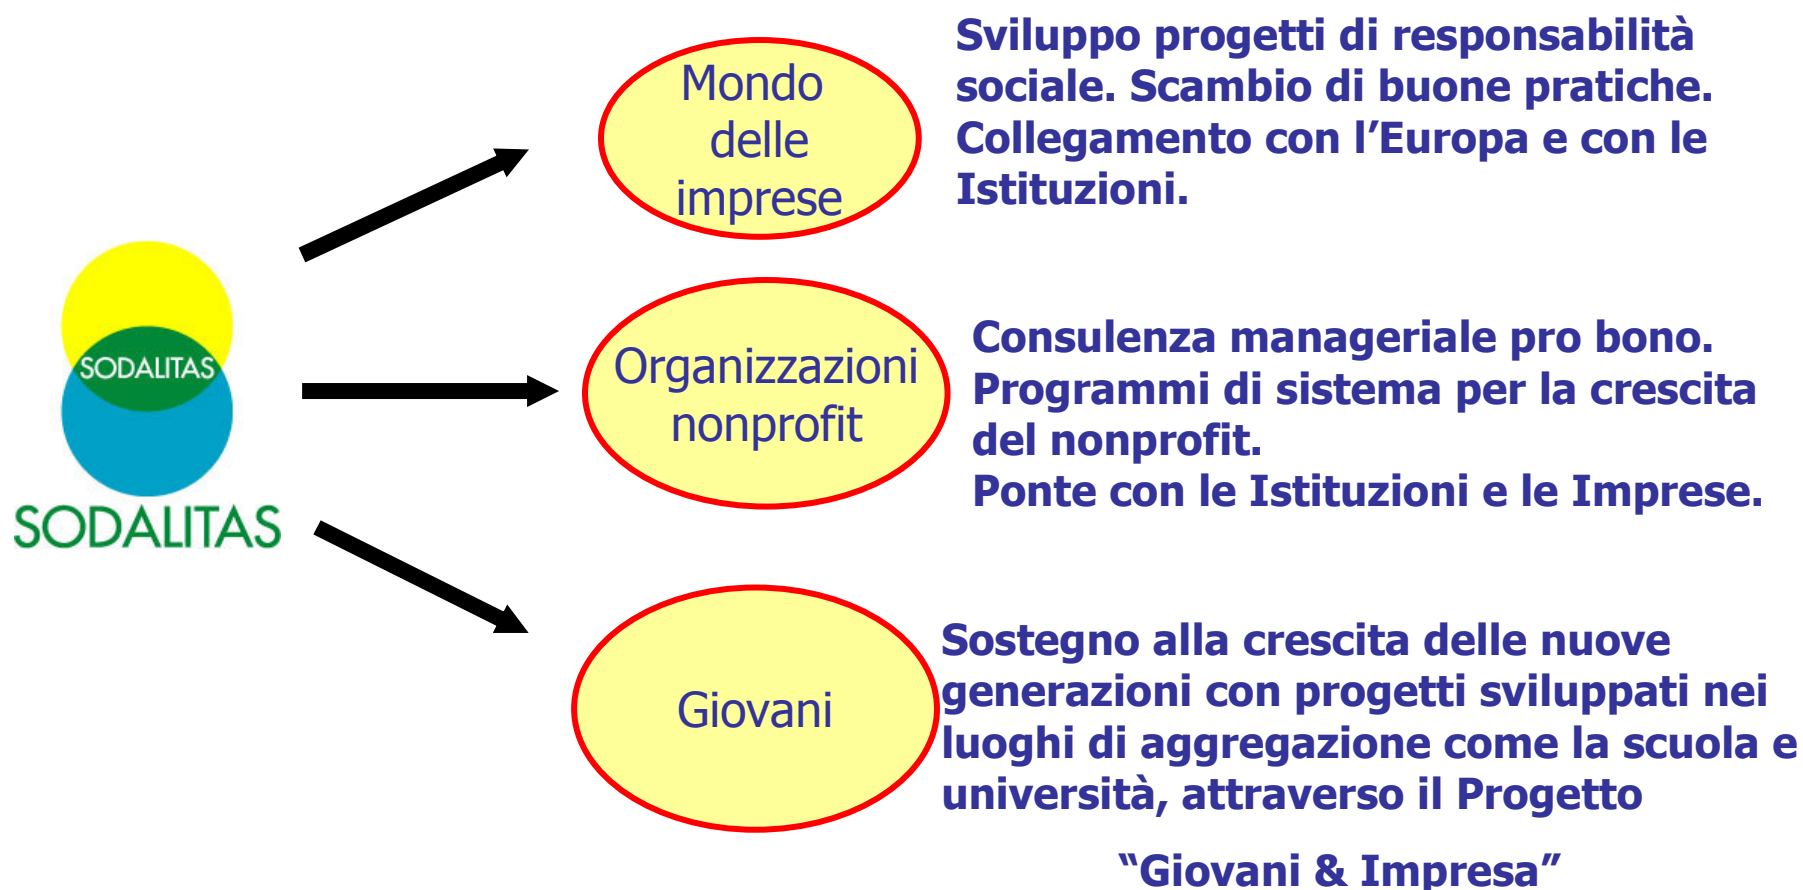 SODALITAS
SODALITAS
Mondo
delle
imprese
Sviluppo progetti di responsabilità
sociale. Scambio di buone pratiche.
Collegamento con l’Europa e con le
Istituzioni.
Organizzazioni
nonprofit
Consulenza manageriale pro bono.
Programmi di sistema per la crescita
del nonprofit.
Ponte con le Istituzioni e le Imprese.
Giovani
Sostegno alla crescita delle nuove
generazioni con progetti sviluppati nei
luoghi di aggregazione come la scuola e
università, attraverso il Progetto
“Giovani & Impresa”